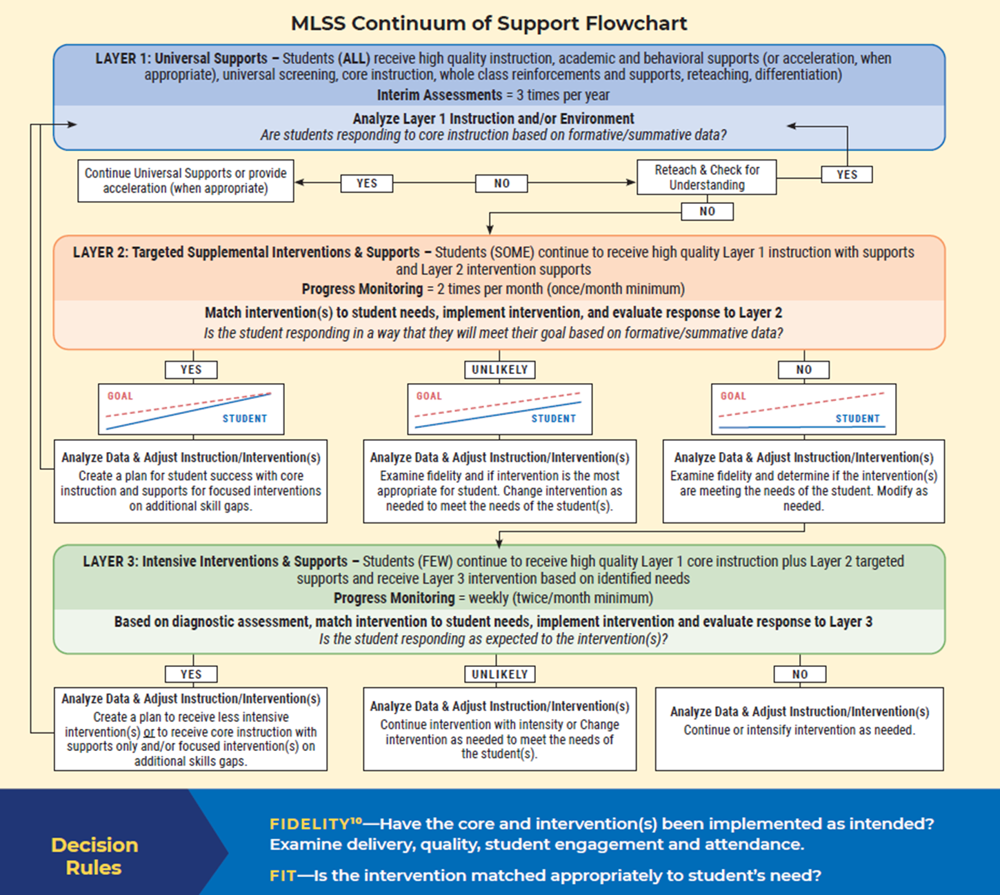 MLSS Continuum of Support Flowchart
LAYER 1: Universal Supports – Students (ALL) receive high quality instruction, academic and behavioral supports (or acceleration, when
appropriate), universal screening, core instruction, whole class reinforcements and supports, reteaching, differentiation)
Interim Assessments = 3 times per year
Analyze Layer 1 Instruction and/or Environment
Are students responding to core instruction based on formative/summative data?
Continue Universal Supports or provide
acceleration (when appropriate)
YES
NO
Reteach & Check for
Understanding
YES
NO
LAYER 2: Targeted Supplemental Interventions & Supports – Students (SOME) continue to receive high quality Layer 1 instruction with supports
and Layer 2 intervention supports
Progress Monitoring = 2 times per month (once/month minimum)
Match intervention(s) to student needs, implement intervention, and evaluate response to Layer 2
Is the student responding in a way that they will meet their goal based on formative/summative data?
YES
GOAL
STUDENT
Analyze Data & Adjust Instruction/Intervention(s)
Create a plan for student success with core
instruction and supports for focused interventions
on additional skill gaps.
UNLIKELY
GOAL
STUDENT
Analyze Data & Adjust Instruction/Intervention(s)
Examine fidelity and if intervention is the most
appropriate for student. Change intervention as
needed to meet the needs of the student(s).
NO
GOAL
STUDENT
Analyze Data & Adjust Instruction/Intervention(s)
Examine fidelity and determine if the intervention(s)
are meeting the needs of the student. Modify as
needed.
LAYER 3: Intensive Interventions & Supports – Students (FEW) continue to receive high quality Layer 1 core instruction plus Layer 2 targeted
supports and receive Layer 3 intervention based on identified needs
Progress Monitoring = weekly (twice/month minimum)
Based on diagnostic assessment, match intervention to student needs, implement intervention and evaluate response to Layer 3
Is the student responding as expected to the intervention(s)?
YES
Analyze Data & Adjust Instruction/Intervention(s)
Create a plan to receive less intensive
intervention(s) or to receive core instruction with
supports only and/or focused intervention(s) on
additional skills gaps.
UNLIKELY
Analyze Data & Adjust Instruction/Intervention(s)
Continue intervention with intensity or Change
intervention as needed to meet the needs of
the student(s).
NO
Analyze Data & Adjust Instruction/Intervention(s)
Continue or intensify intervention as needed.
Decision
Rules
FIDELITY¹⁰—Have the core and intervention(s) been implemented as intended?
Examine delivery, quality, student engagement and attendance.
FIT—Is the intervention matched appropriately to student's need?